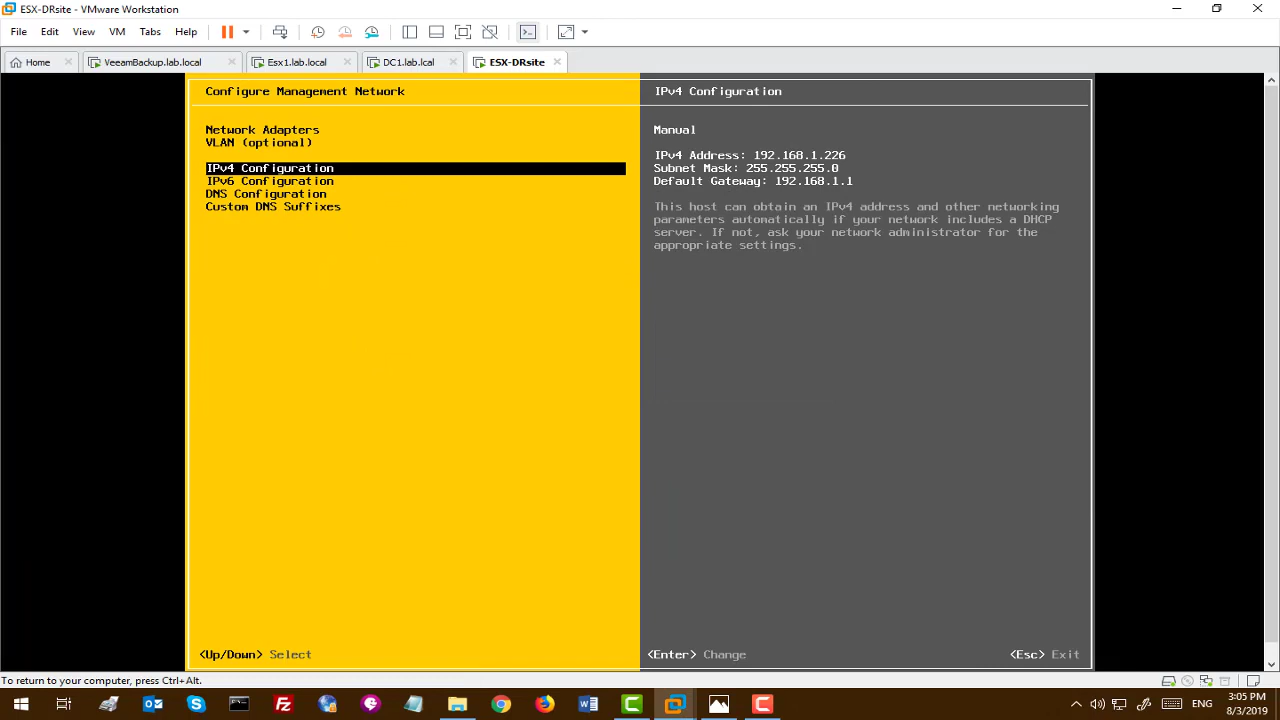 ESX-DRsite - VMware Workstation
File Edit View VM Tabs Help
Home VeeamBackup.lab.local Esx1.lab.local DC1.lab.lcal ESX-DRsite
Configure Management Network
Network Adapters
VLAN (optional)
IPv4 Configuration
IPv6 Configuration
DNS Configuration
Custom DNS Suffixes
<Up/Down> Select
IPv4 Configuration
Manual
IPv4 Address: 192.168.1.226
Subnet Mask: 255.255.255.0
Default Gateway: 192.168.1.1
This host can obtain an IPv4 address and other networking
parameters automatically if your network includes a DHCP
server. If not, ask your network administrator for the
appropriate settings.
<Enter> Change <Esc> Exit
To return to your computer, press Ctrl+Alt.
ENG
3:05 PM
8/3/2019